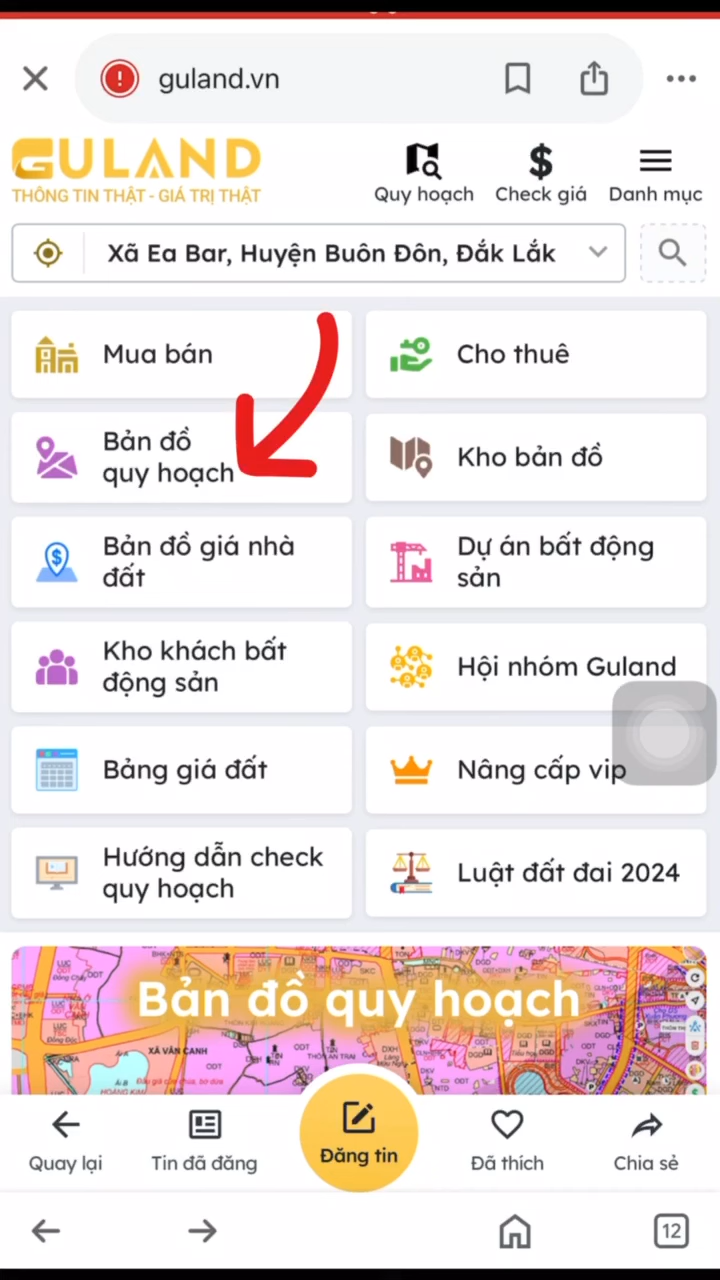 guland.vn
GULAND
THÔNG TIN THẬT - GIÁ TRỊ THẬT
Quy hoạch
Check giá
Danh mục
Xã Ea Bar, Huyện Buôn Đôn, Đắk Lắk
Mua bán
Cho thuê
Bản đồ
quy hoạch
Kho bản đồ
Bản đồ giá nhà
đất
Dự án bất động
sản
Kho khách bất
động sản
Hội nhóm Guland
Bảng giá đất
Nâng cấp vip
Hướng dẫn check
quy hoạch
Luật đất đai 2024
Bản đồ quy hoạch
XÃ VÂN CANH
Quay lại
Tin đã đăng
Đăng tin
Đã thích
Chia sẻ
12